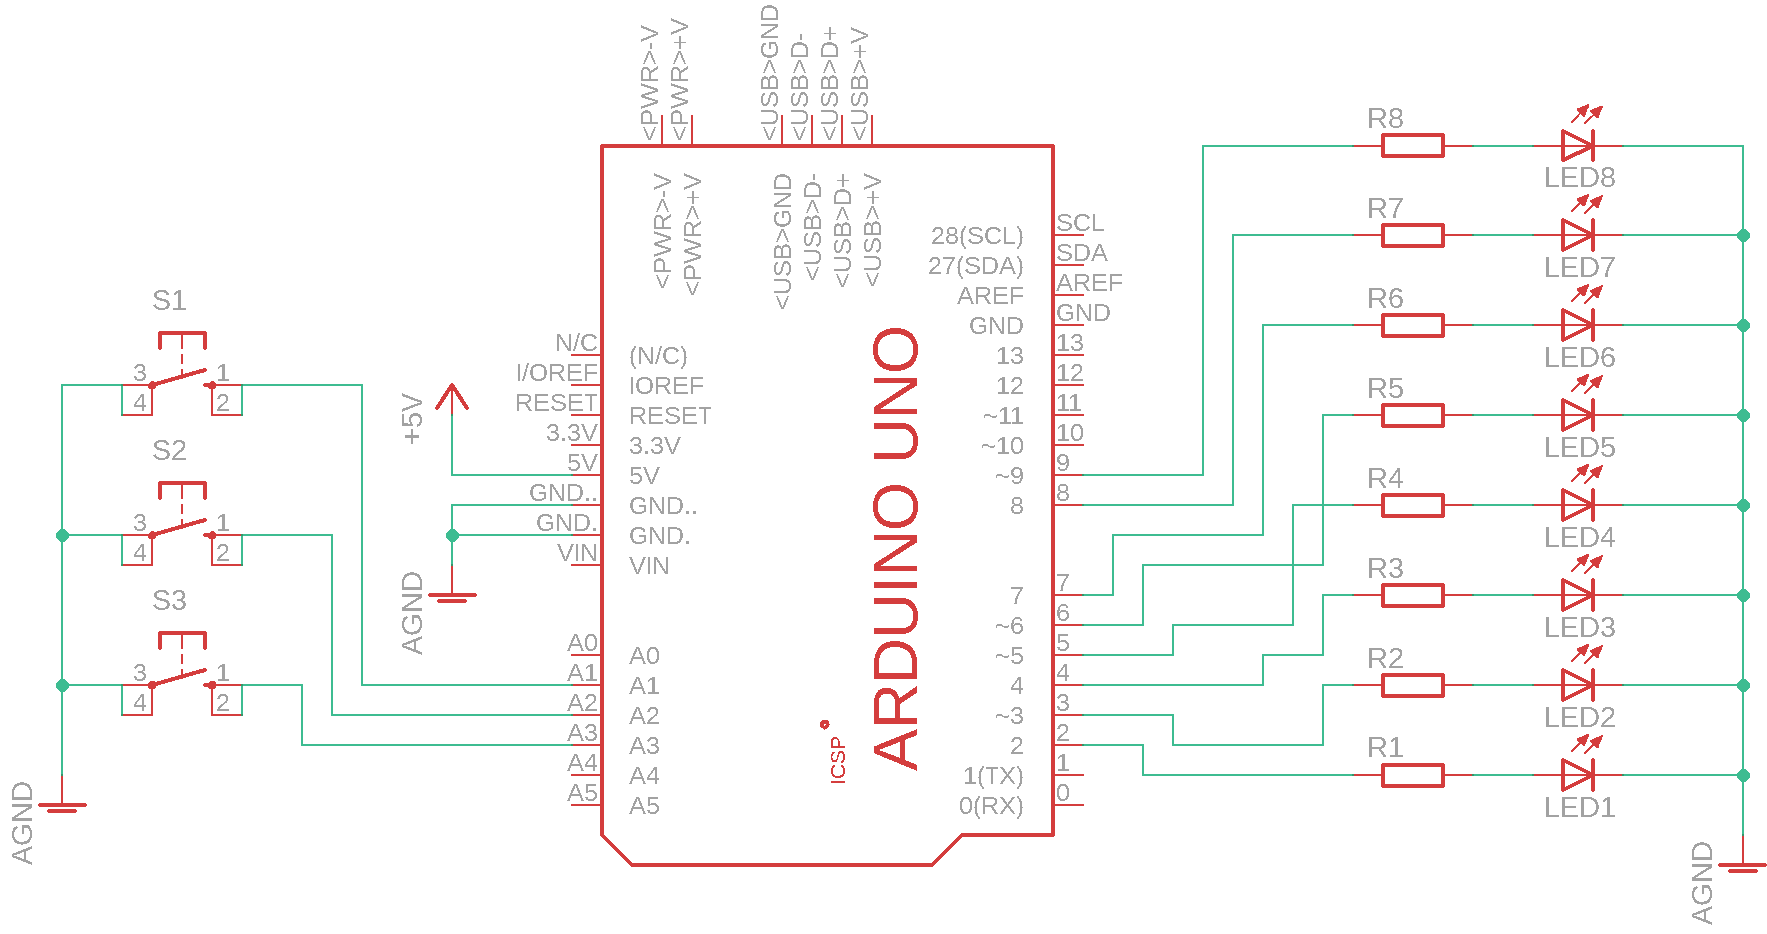 <PWR>-V
<PWR>+V
<USB>GND
<USB>D-
<USB>D+
<USB>+V
<PWR>-V
<PWR>+V
<USB>GND
<USB>D-
<USB>D+
<USB>+V
S1
3
1
4
2
S2
3
1
4
2
S3
3
1
4
2
AGND
+5V
AGND
N/C
I/OREF
RESET
3.3V
5V
GND..
GND.
VIN
A0
A1
A2
A3
A4
A5
(N/C)
IOREF
RESET
3.3V
5V
GND..
GND.
VIN
A0
A1
A2
A3
A4
A5
ICSP
ARDUINO UNO
28(SCL)
27(SDA)
AREF
GND
13
12
~11
~10
~9
8
7
~6
~5
4
~3
2
1(TX)
0(RX)
SCL
SDA
AREF
GND
13
12
11
10
9
8
7
6
5
4
3
2
1
0
R8
LED8
R7
LED7
R6
LED6
R5
LED5
R4
LED4
R3
LED3
R2
LED2
R1
LED1
AGND